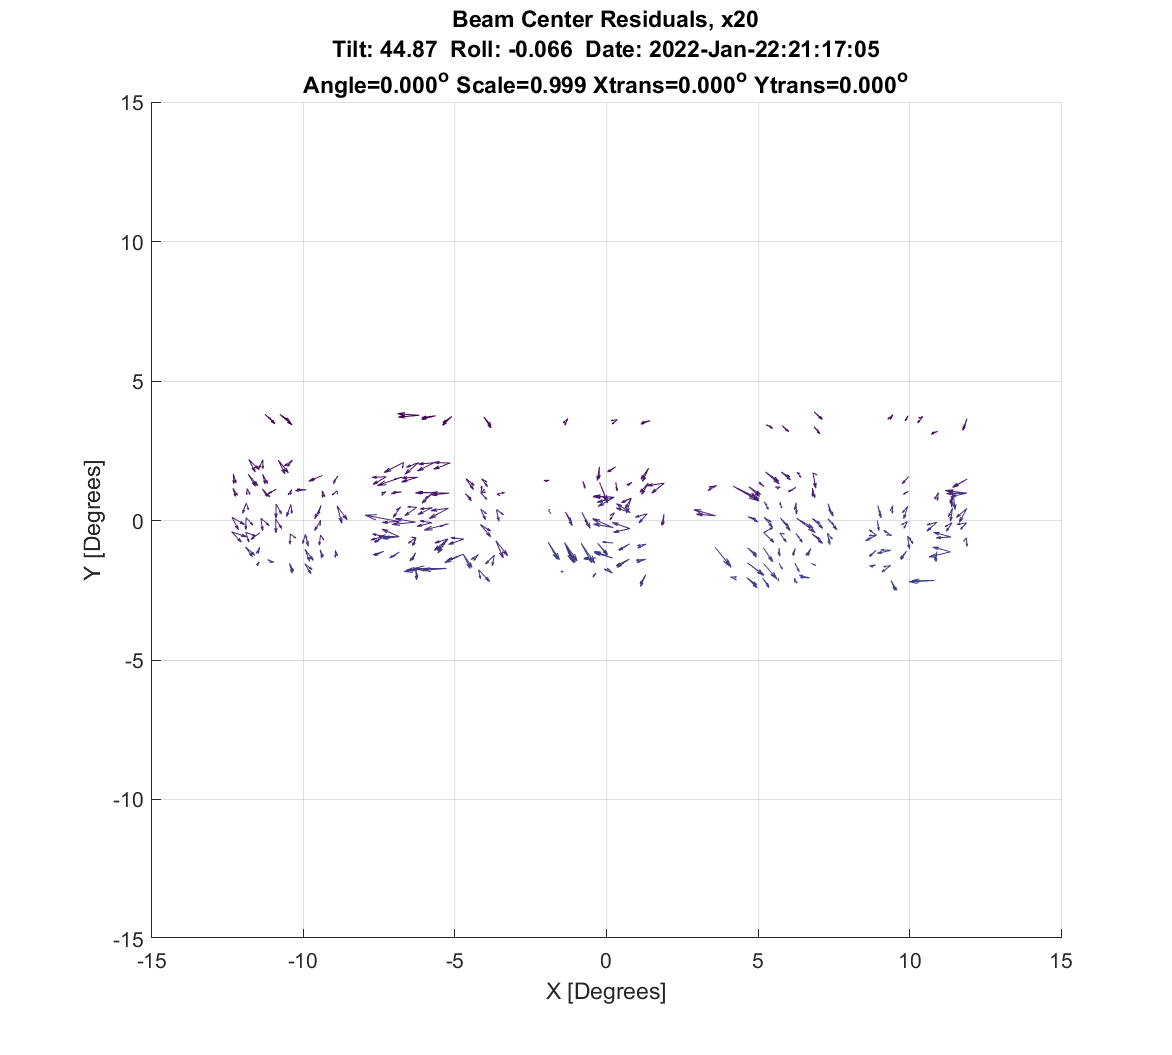 Beam Center Residuals, x20
Tilt: 44.87 Roll: -0.066 Date: 2022-Jan-22:21:17:05
Angle=0.000° Scale=0.999 Xtrans=0.000° Ytrans=0.000°
15
10
5
0
-5
-10
-15
Y [Degrees]
-15 -10 -5 0 5 10 15
X [Degrees]